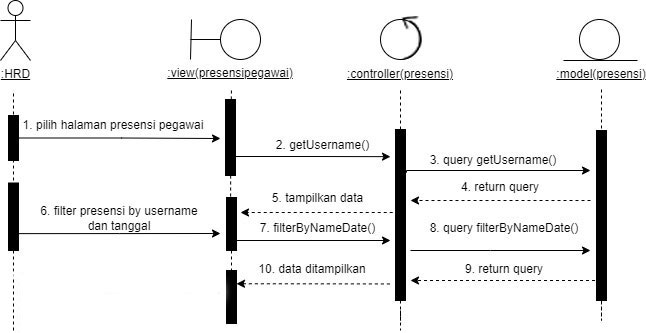 :HRD
:view(presensipegawai)
:controller(presensi)
:model(presensi)
1. pilih halaman presensi pegawai
2. getUsername()
3. query getUsername()
4. return query
5. tampilkan data
6. filter presensi by username
dan tanggal
7. filterByNameDate()
8. query filterByNameDate()
9. return query
10. data ditampilkan